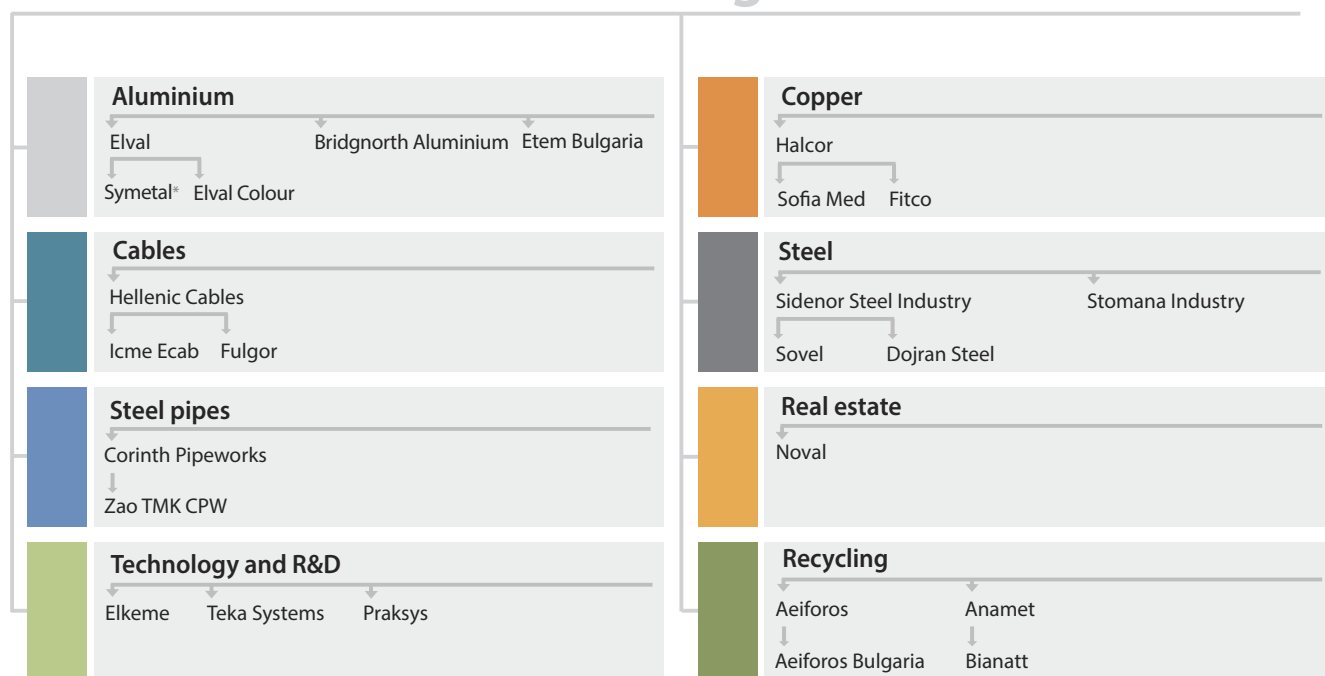 Aluminium
Elval Bridgnorth Aluminium Etem Bulgaria
Symetal* Elval Colour
Cables
Hellenic Cables
Icme Ecab Fulgor
Steel pipes
Corinth Pipeworks
Zao TMK CPW
Technology and R&D
Elkeme Teka Systems Praksys
Copper
Halcor
Sofia Med Fitco
Steel
Sidenor Steel Industry Stomana Industry
Sovel Dojran Steel
Real estate
Noval
Recycling
Aeiforos Anamet
Aeiforos Bulgaria Bianatt